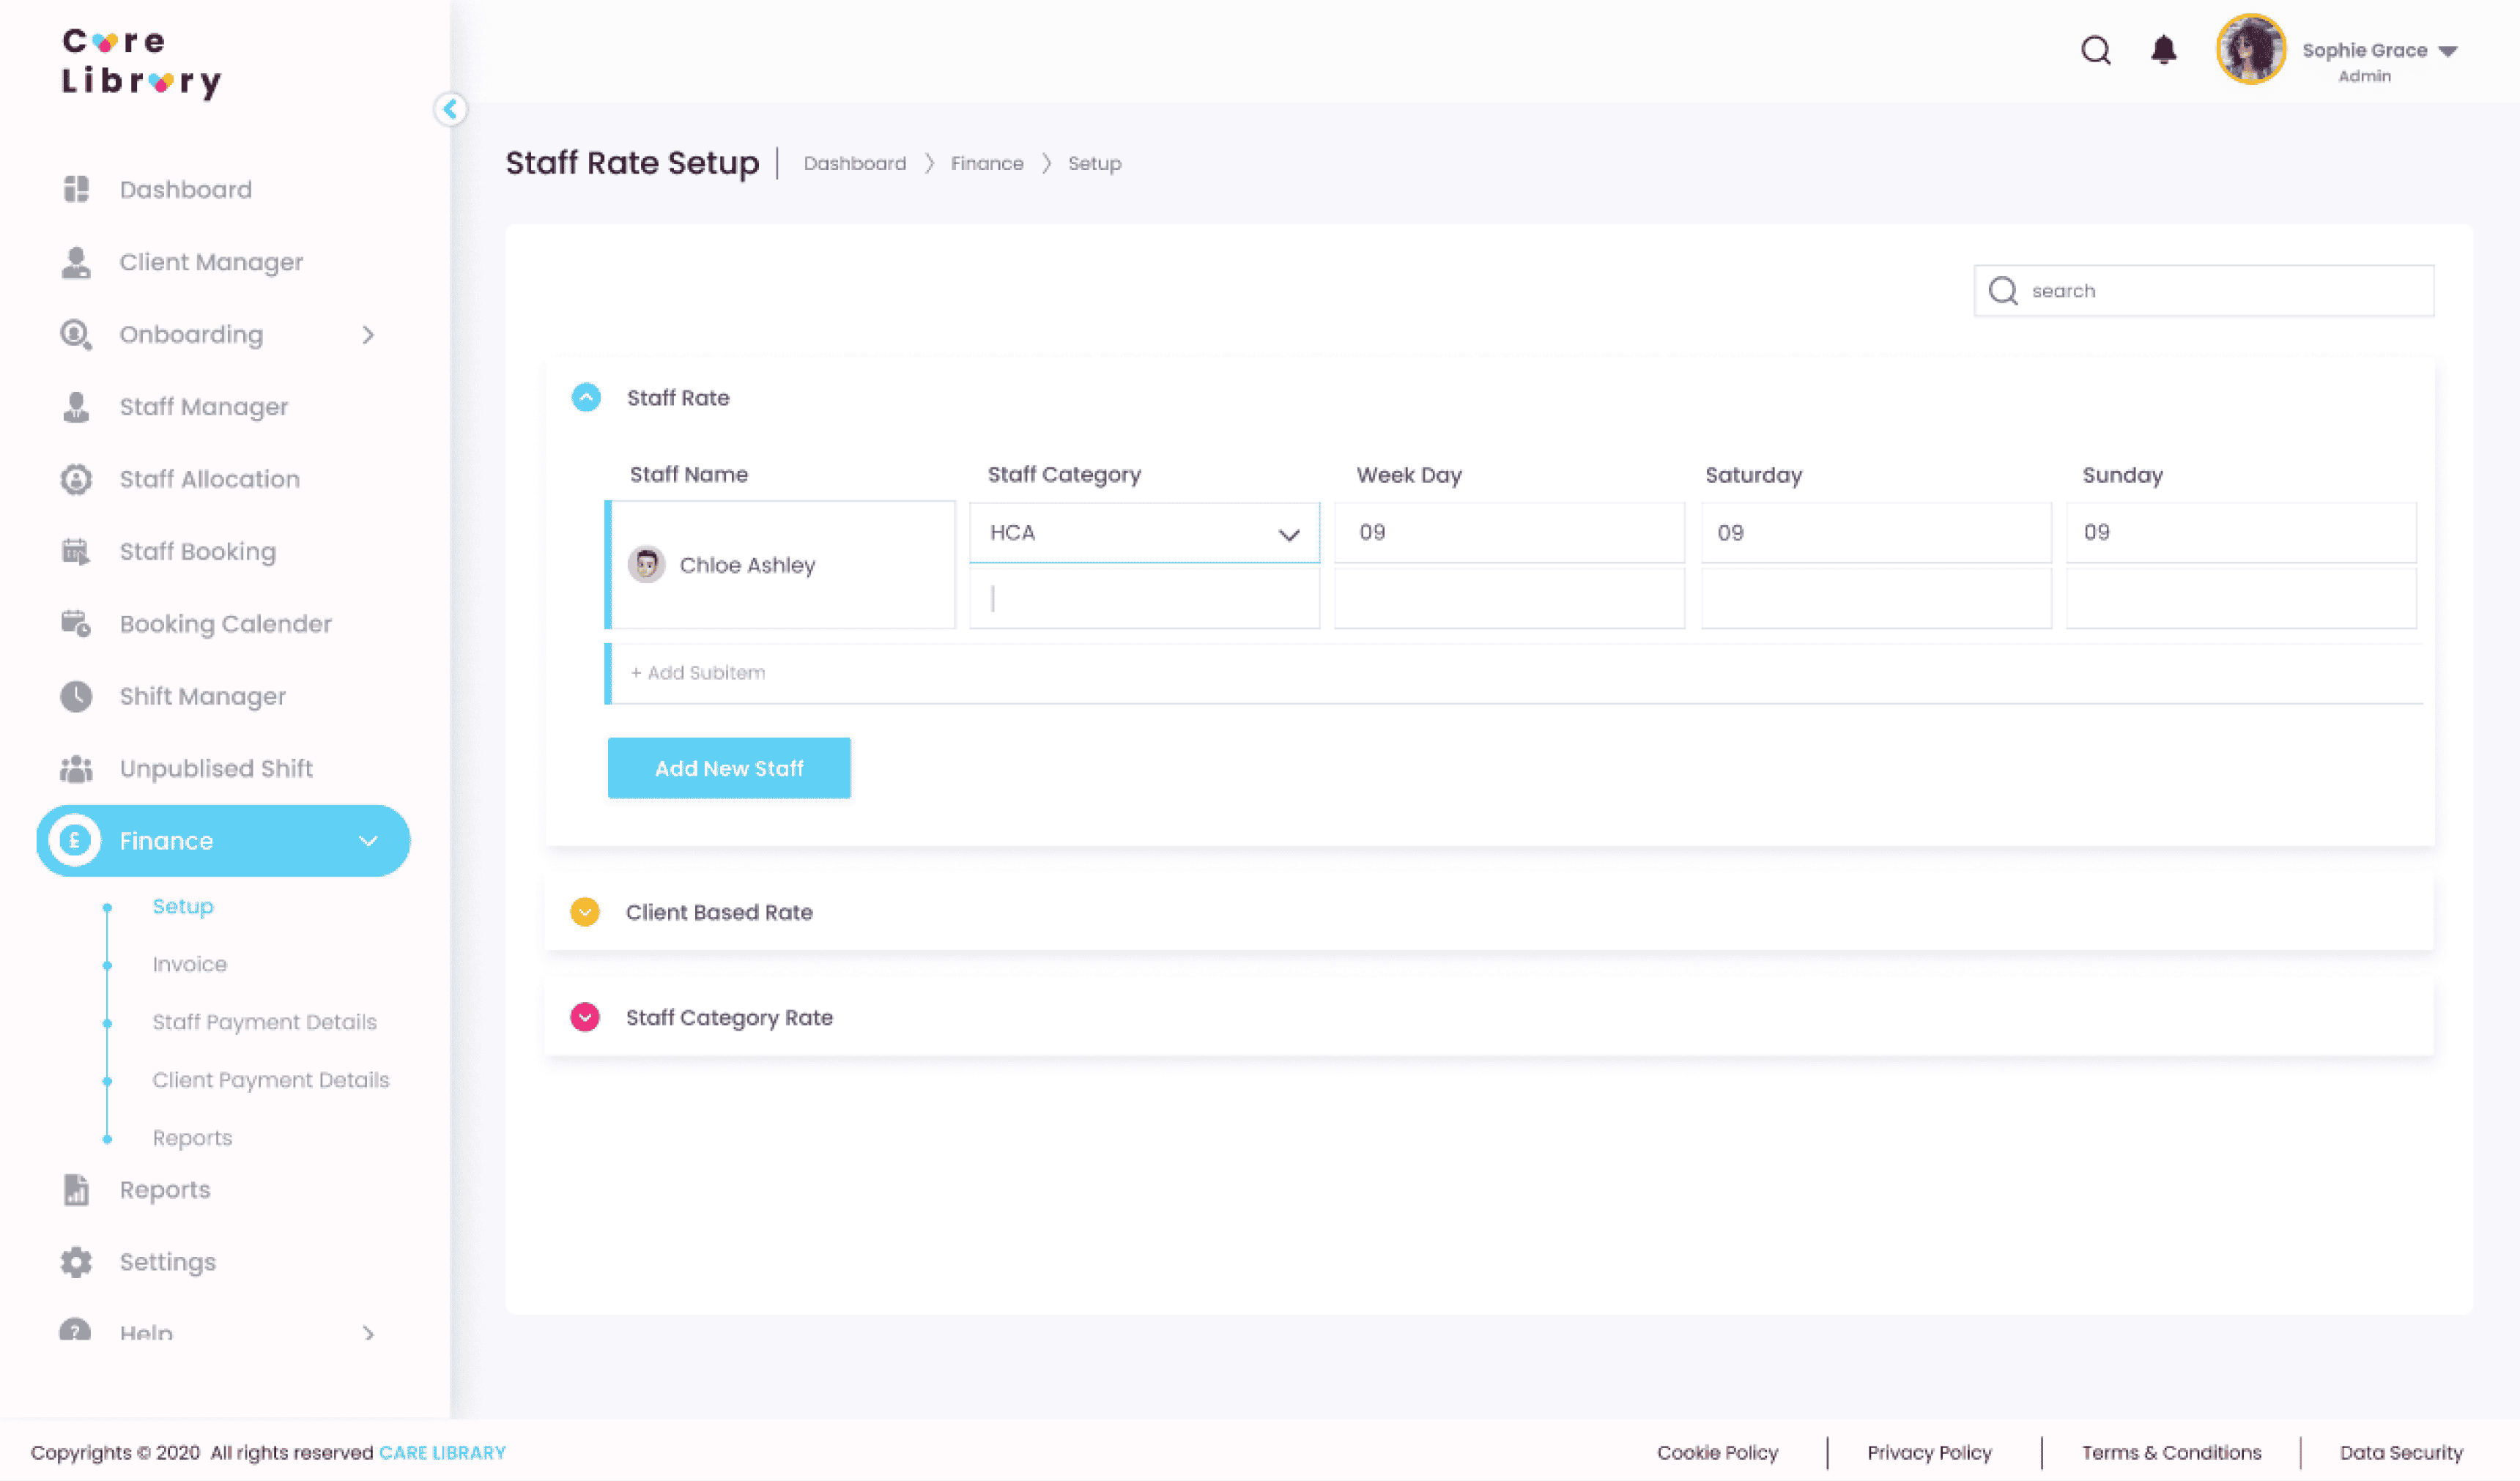 Care
Library
Sophie Grace
Admin
Staff Rate Setup
Dashboard > Finance > Setup
Dashboard
Client Manager
Onboarding
Staff Manager
Staff Allocation
Staff Booking
Booking Calender
Shift Manager
Unpublised Shift
£ Finance
Setup
Invoice
Staff Payment Details
Client Payment Details
Reports
Reports
Settings
? Help
search
Staff Rate
Staff Name Staff Category Week Day Saturday Sunday
Chloe Ashley HCA 09 09 09
+ Add Subitem
Add New Staff
Client Based Rate
Staff Category Rate
Copyrights © 2020 All rights reserved CARE LIBRARY
Cookie Policy | Privacy Policy | Terms & Conditions | Data Security